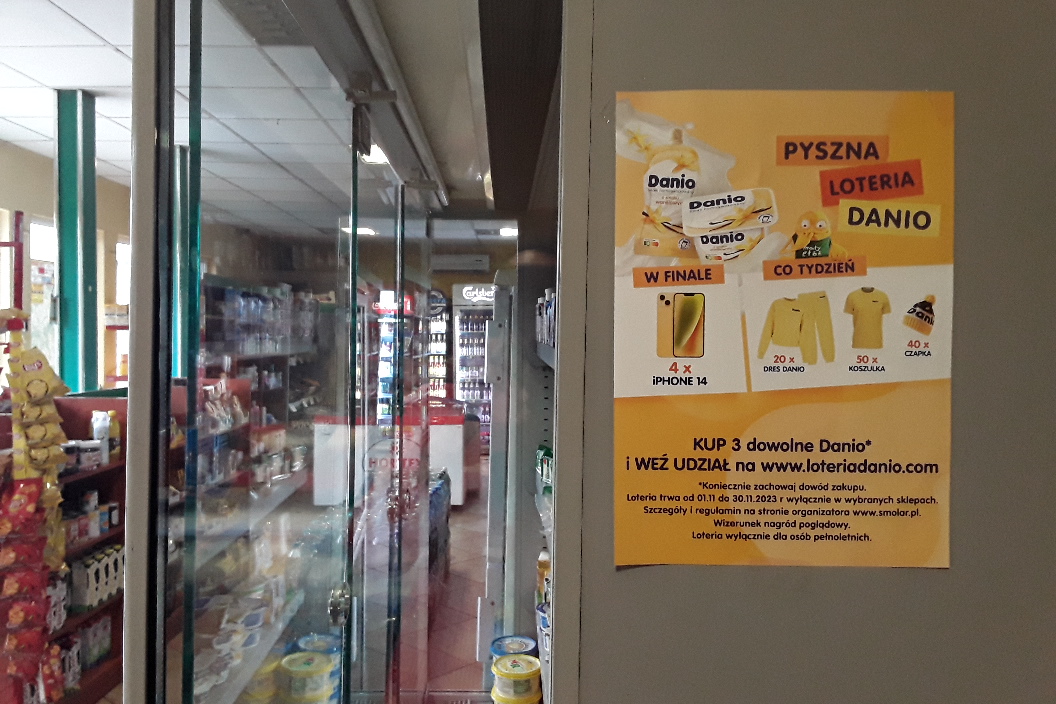 Carlsberg
PYSZNA
LOTERIA
DANIO
Danio
Danio
Danio
W FINALE
CO TYDZIEŃ
Danio
4 x
iPHONE 14
20 x
DRES DANIO
50 x
KOSZULKA
40 x
CZAPKA
KUP 3 dowolne Danio*
i WEŹ UDZIAŁ na www.loteriadanio.com
*Koniecznie zachowaj dowód zakupu.
Loteria trwa od 01.11 do 30.11.2023 r wyłącznie w wybranych sklepach.
Szczegóły i regulamin na stronie organizatora www.smolar.pl.
Wizerunek nagród poglądowy.
Loteria wyłącznie dla osób pełnoletnich.